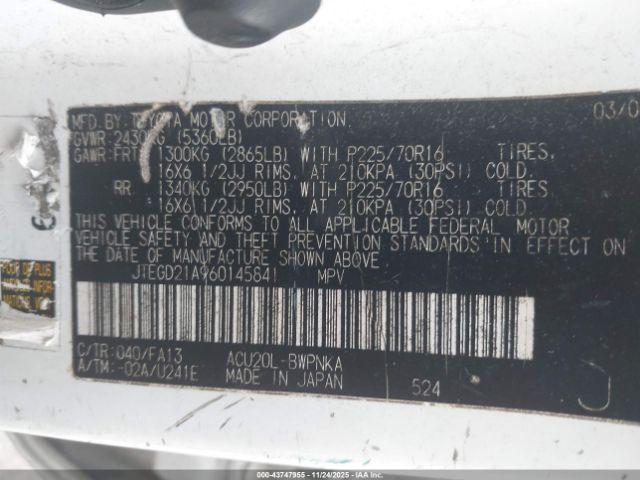 MFD.BY:TOYOTA MOTOR CORPORATION 03/0
GVWR:2430KG (5360LB)
GAWR:FRT 1300KG (2865LB) WITH P225/70R16 TIRES,
16X6 1/2JJ RIMS, AT 210KPA (30PSI) COLD.
RR 1340KG (2950LB) WITH P225/70R16 TIRES,
16X6 1/2JJ RIMS, AT 210KPA (30PSI) COLD.
THIS VEHICLE CONFORMS TO ALL APPLICABLE FEDERAL MOTOR
VEHICLE SAFETY AND THEFT PREVENTION STANDARDS IN EFFECT ON
THE DATE OF MANUFACTURE SHOWN ABOVE.
JTEGD21A960145841 MPV
C/TR: 040/FA13 ACU20L-BWPNKA
A/TM: -02A/U241E MADE IN JAPAN 524 J
000-43747955 - 11/24/2025 - IAAI.COM